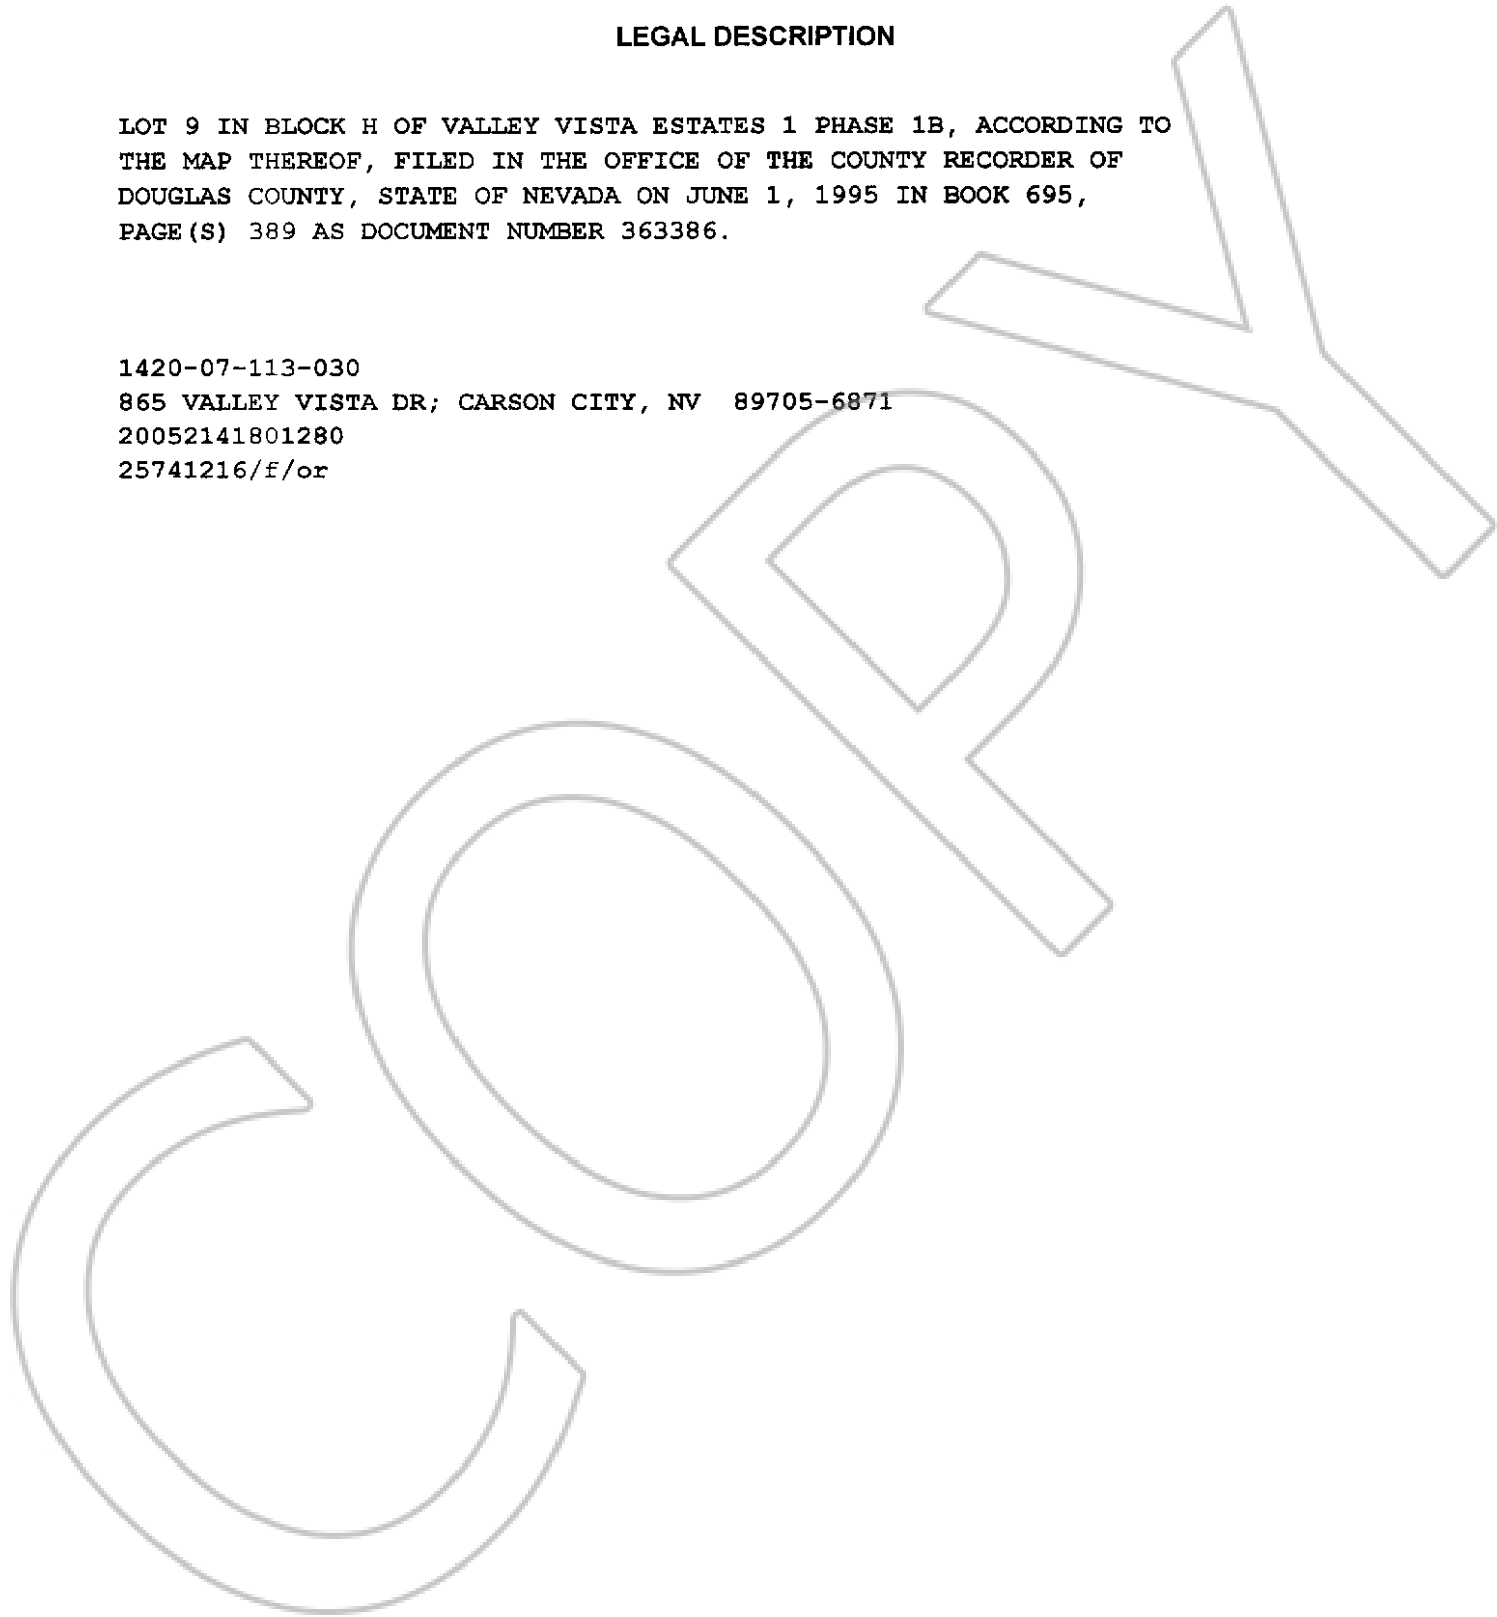 LEGAL DESCRIPTION
LOT 9 IN BLOCK H OF VALLEY VISTA ESTATES 1 PHASE 1B, ACCORDING TO
THE MAP THEREOF, FILED IN THE OFFICE OF THE COUNTY RECORDER OF
DOUGLAS COUNTY, STATE OF NEVADA ON JUNE 1, 1995 IN BOOK 695,
PAGE(S) 389 AS DOCUMENT NUMBER 363386.
1420-07-113-030
865 VALLEY VISTA DR; CARSON CITY, NV 89705-6871
20052141801280
25741216/f/or
COPY